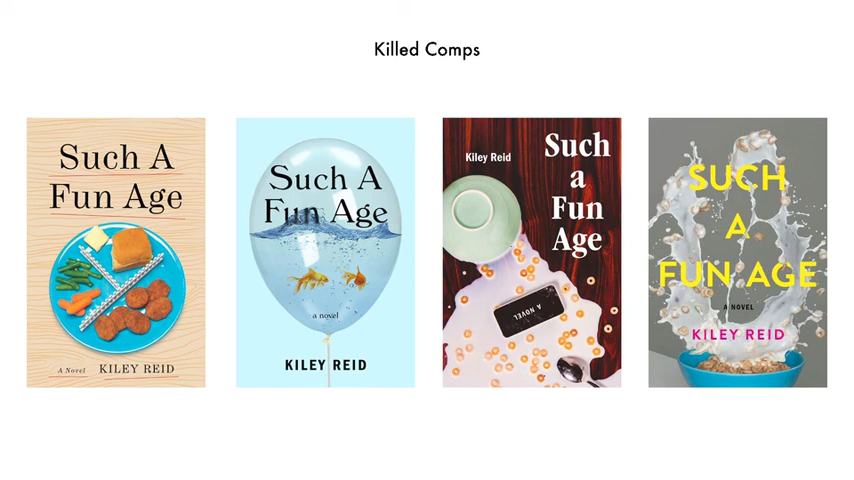 Killed Comps
Such A
Fun Age
A Novel KILEY REID
Such A
Fun Age
a novel
KILEY REID
Kiley Reid
Such
a
Fun
Age
A NOVEL
SUCH
A
FUN AGE
A NOVEL
KILEY REID